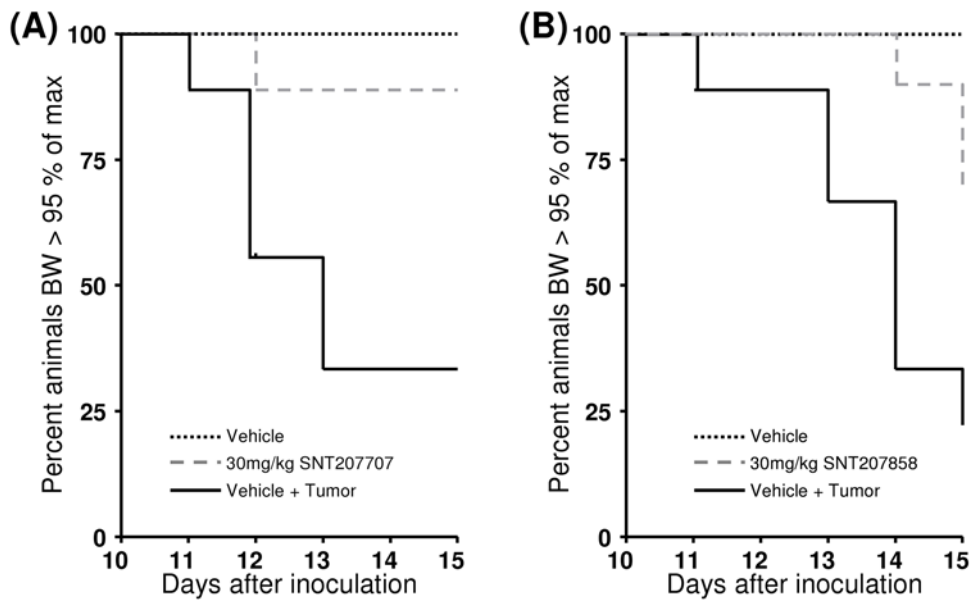 (A)
Percent animals BW > 95 % of max
100
75
50
25
0
Vehicle
30mg/kg SNT207707
Vehicle + Tumor
10 11 12 13 14 15
Days after inoculation
(B)
Percent animals BW > 95 % of max
100
75
50
25
0
Vehicle
30mg/kg SNT207858
Vehicle + Tumor
10 11 12 13 14 15
Days after inoculation